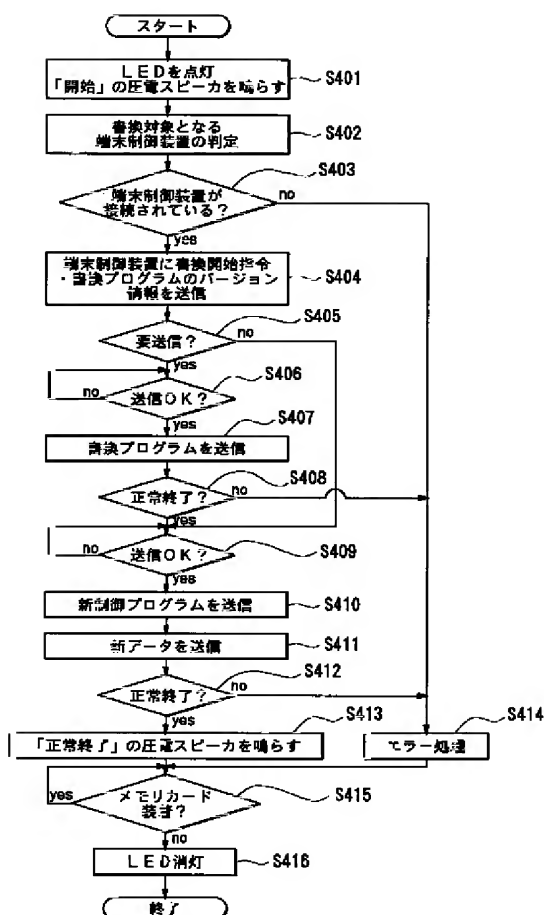 スタート
LEDを点灯
「開始」の圧電スピーカを鳴らす
S401
書換対象となる
端末制御装置の判定
S402
S403
端末制御装置が
接続されている?
no
yes
端末制御装置に書換開始指令
・書換プログラムのバージョン
情報を送信
S404
S405
要送信?
no
yes
S406
送信OK?
no
yes
S407
書換プログラムを送信
S408
正常終了?
no
yes
送信OK?
no
S409
yes
新制御プログラムを送信
S410
新データを送信
S411
S412
正常終了?
no
yes
S413
「正常終了」の圧電スピーカを鳴らす
S414
エラー処理
yes
メモリカード
装着?
S415
no
LED消灯
S416
終了